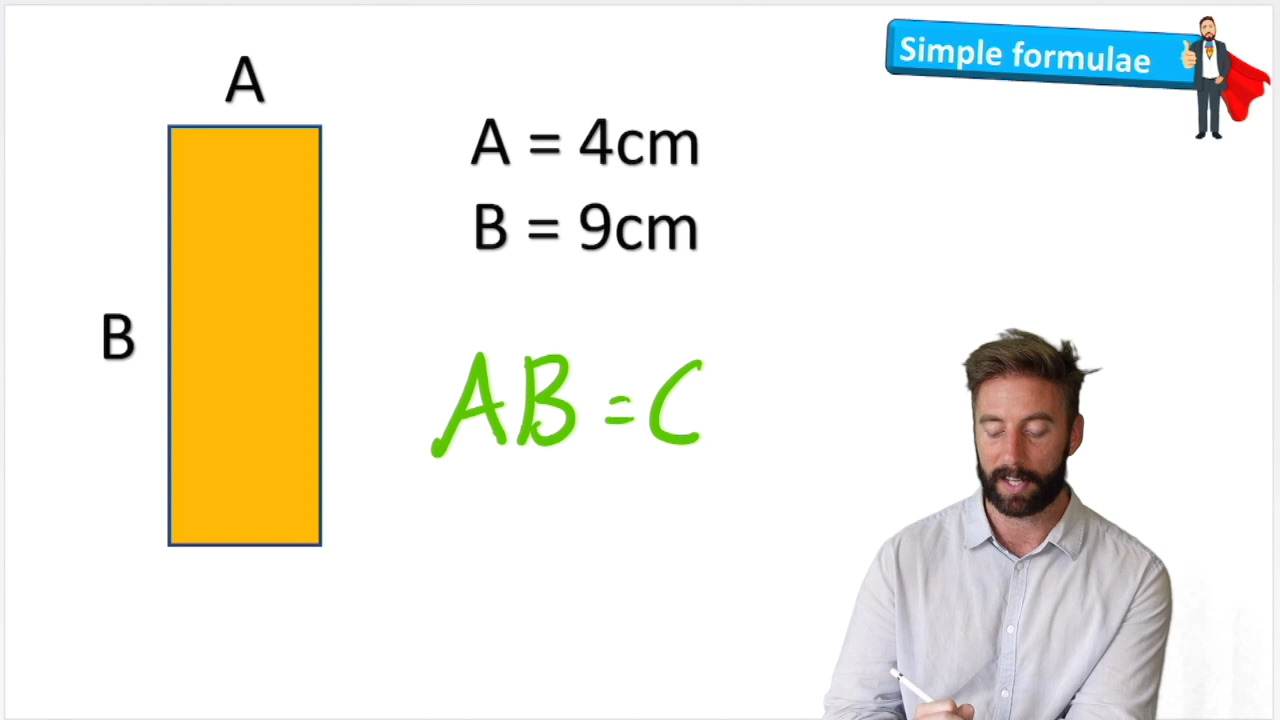 Simple formulae
A
A = 4cm
B = 9cm
B
AB = C